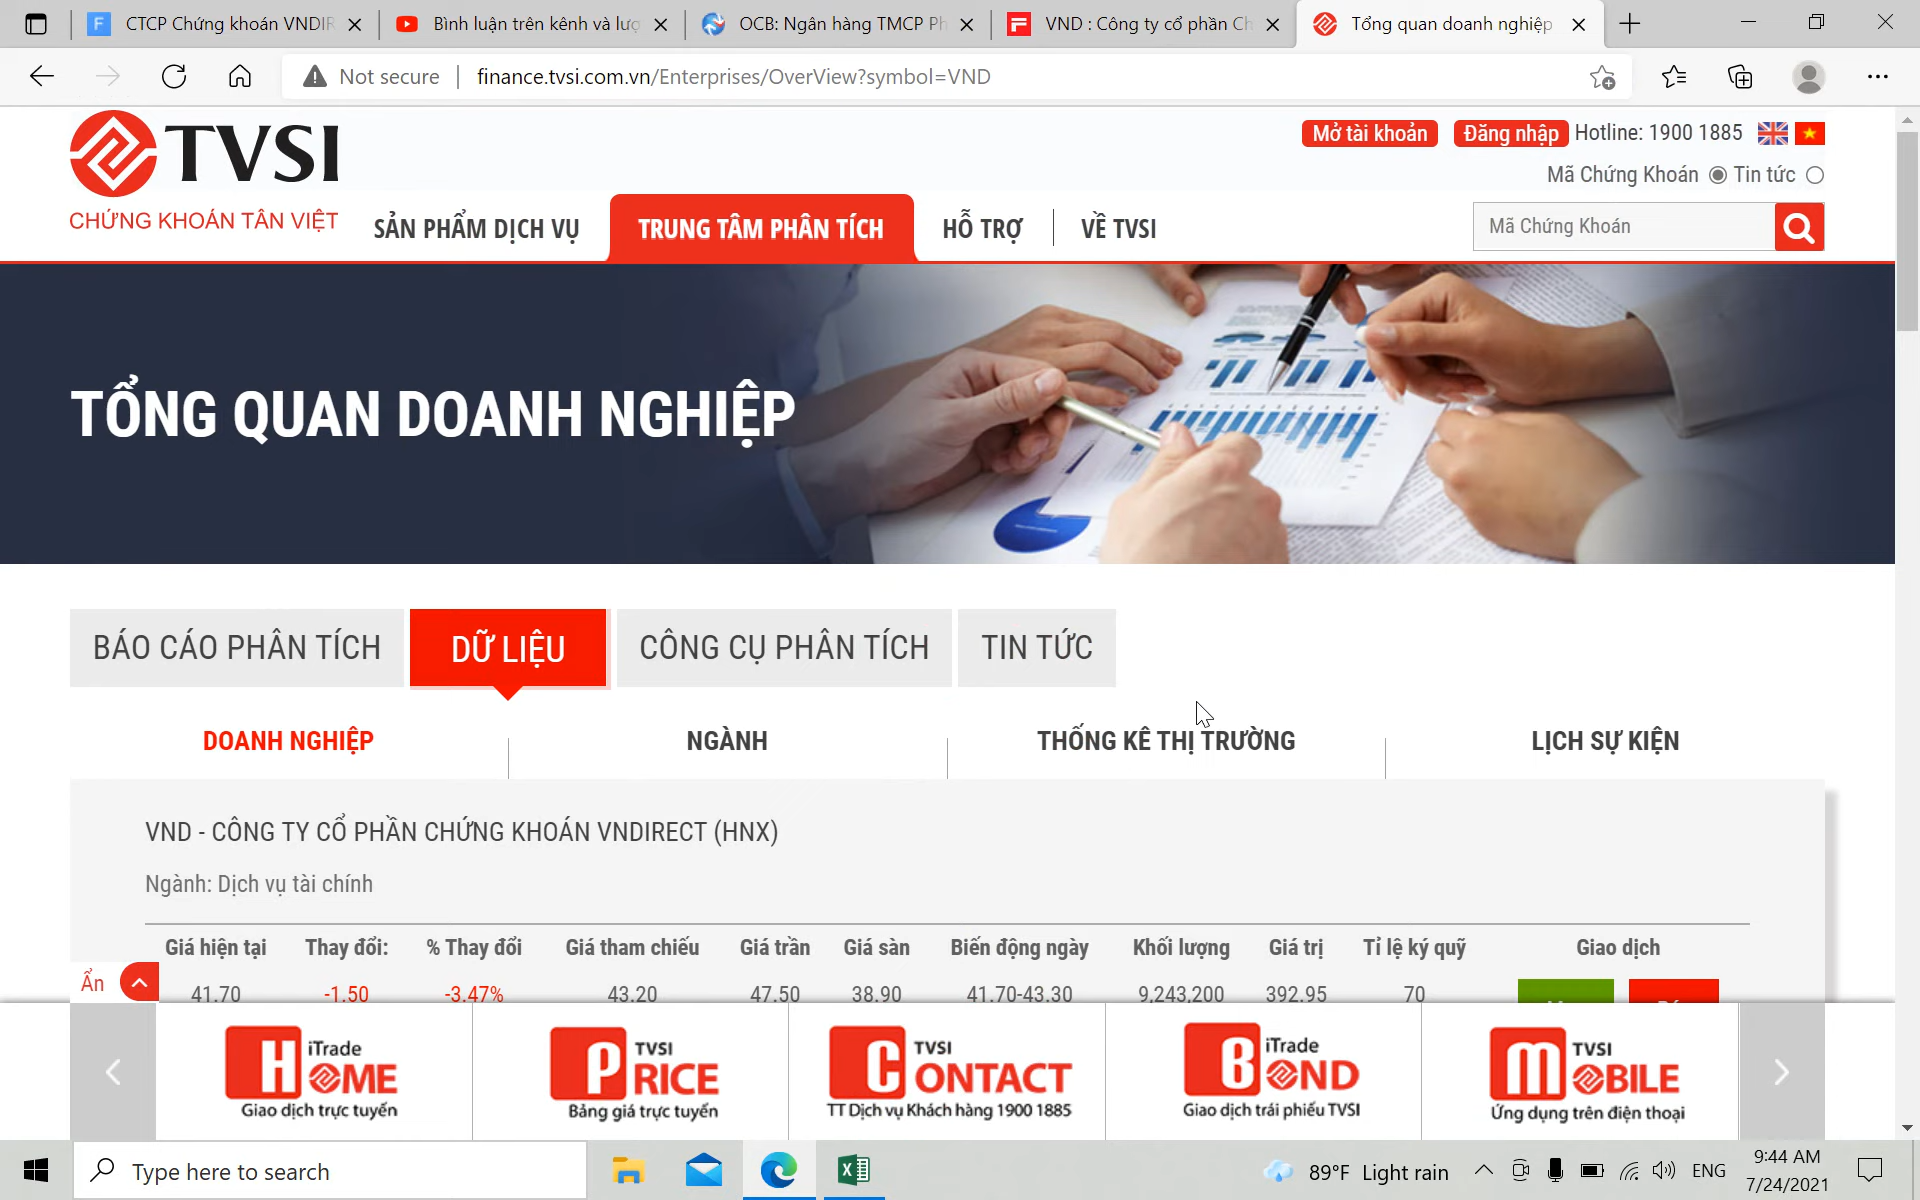 CTCP Chứng khoán VNDIR
Bình luận trên kênh và lượ
OCB: Ngân hàng TMCP Ph
VND : Công ty cổ phần Ch
Tổng quan doanh nghiệp
Not secure
finance.tvsi.com.vn/Enterprises/OverView?symbol=VND
TVSI
CHỨNG KHOÁN TÂN VIỆT
Mở tài khoản
Đăng nhập
Hotline: 1900 1885
Mã Chứng Khoán
Tin tức
SẢN PHẨM DỊCH VỤ
TRUNG TÂM PHÂN TÍCH
HỖ TRỢ
VỀ TVSI
Mã Chứng Khoán
TỔNG QUAN DOANH NGHIỆP
BÁO CÁO PHÂN TÍCH
DỮ LIỆU
CÔNG CỤ PHÂN TÍCH
TIN TỨC
DOANH NGHIỆP
NGÀNH
THỐNG KÊ THỊ TRƯỜNG
LỊCH SỰ KIỆN
VND - CÔNG TY CỔ PHẦN CHỨNG KHOÁN VNDIRECT (HNX)
Ngành: Dịch vụ tài chính
Giá hiện tại Thay đổi: % Thay đổi Giá tham chiếu Giá trần Giá sàn Biến động ngày Khối lượng Giá trị Tỉ lệ ký quỹ Giao dịch
41.70 -1.50 -3.47% 43.20 47.50 38.90 41.70-43.30 9,243,200 392.95 70
Ẩn
iTrade
HOME
Giao dịch trực tuyến
TVSI
PRICE
Bảng giá trực tuyến
TVSI
CONTACT
TT Dịch vụ Khách hàng 1900 1885
iTrade
BOND
Giao dịch trái phiếu TVSI
TVSI
MOBILE
Ứng dụng trên điện thoại
Type here to search
89°F Light rain
ENG
9:44 AM
7/24/2021